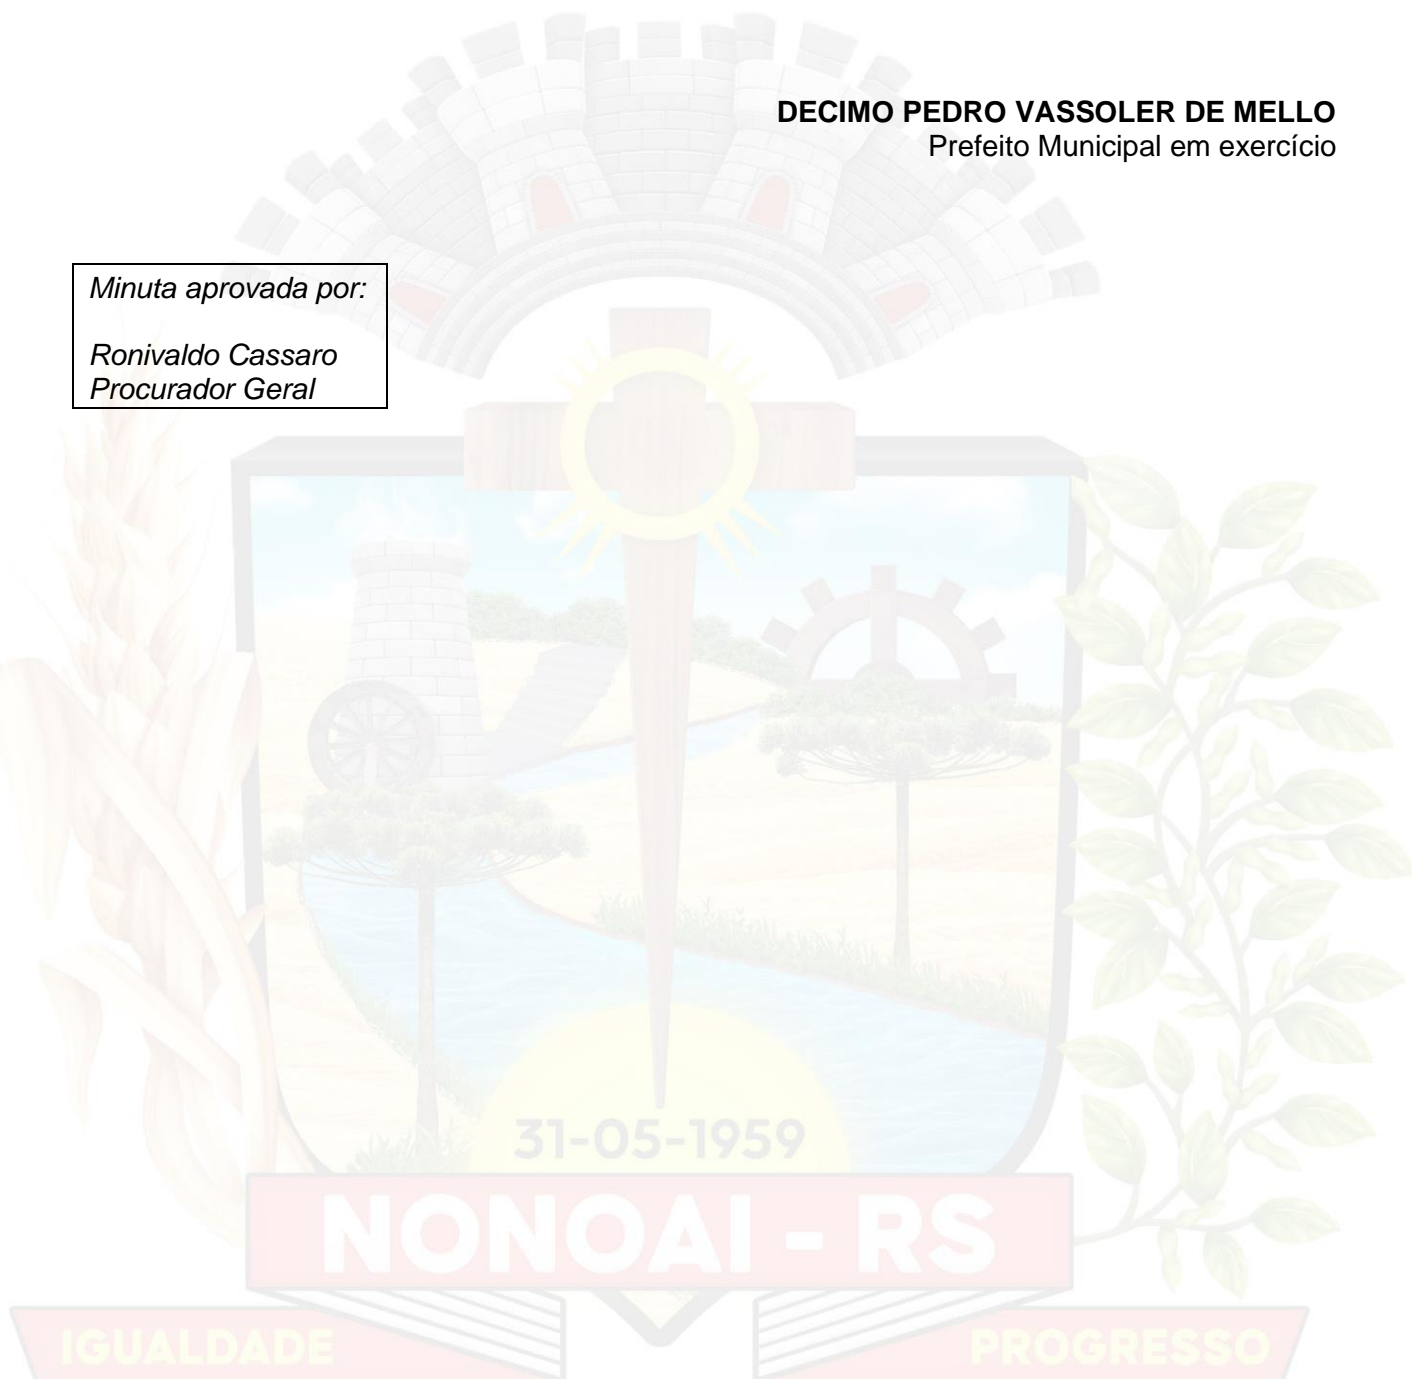 DECIMO PEDRO VASSOLER DE MELLO
Prefeito Municipal em exercício
Minuta aprovada por:
Ronivaldo Cassaro
Procurador Geral
31-05-1959
NONOAI - RS
IGUALDADE
PROGRESSO